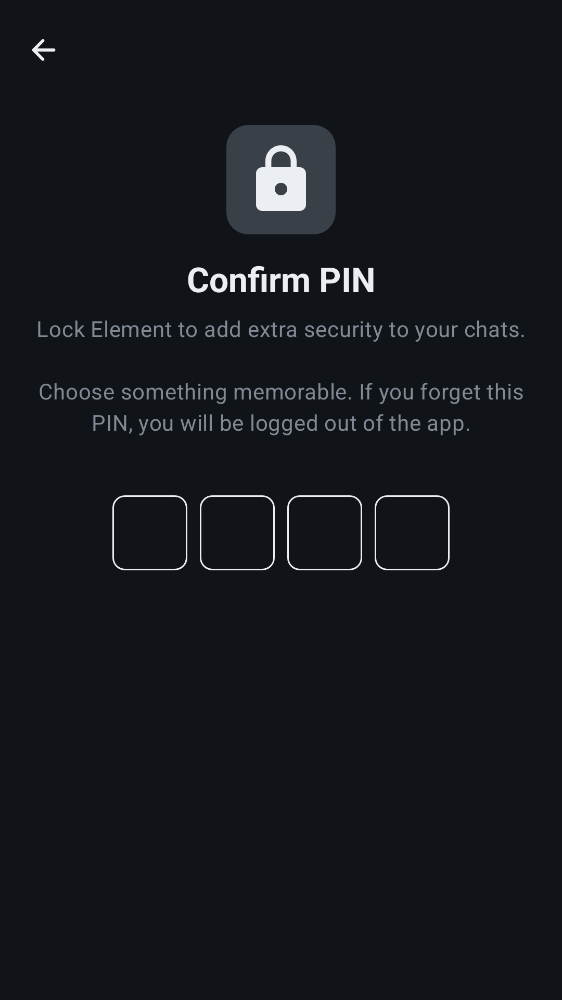 Confirm PIN
Lock Element to add extra security to your chats.
Choose something memorable. If you forget this
PIN, you will be logged out of the app.